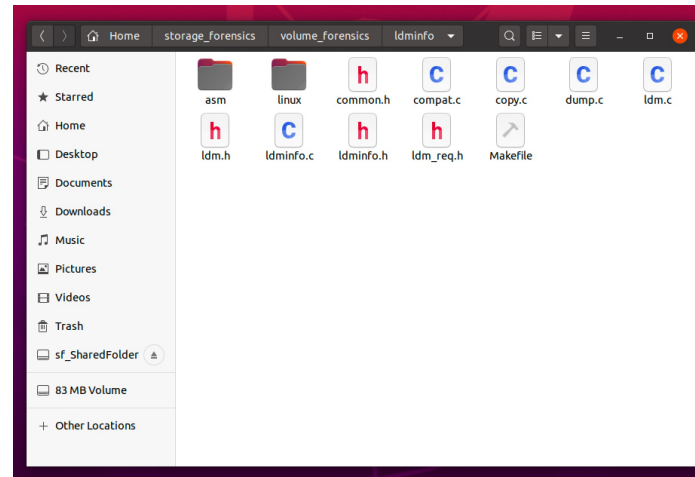 Home storage_forensics volume_forensics ldminfo
Recent
Starred
Home
Desktop
Documents
Downloads
Music
Pictures
Videos
Trash
sf_SharedFolder
83 MB Volume
+ Other Locations
asm linux h common.h C compat.c C copy.c C dump.c C ldm.c
h ldm.h C ldminfo.c h ldminfo.h h ldm_req.h Makefile